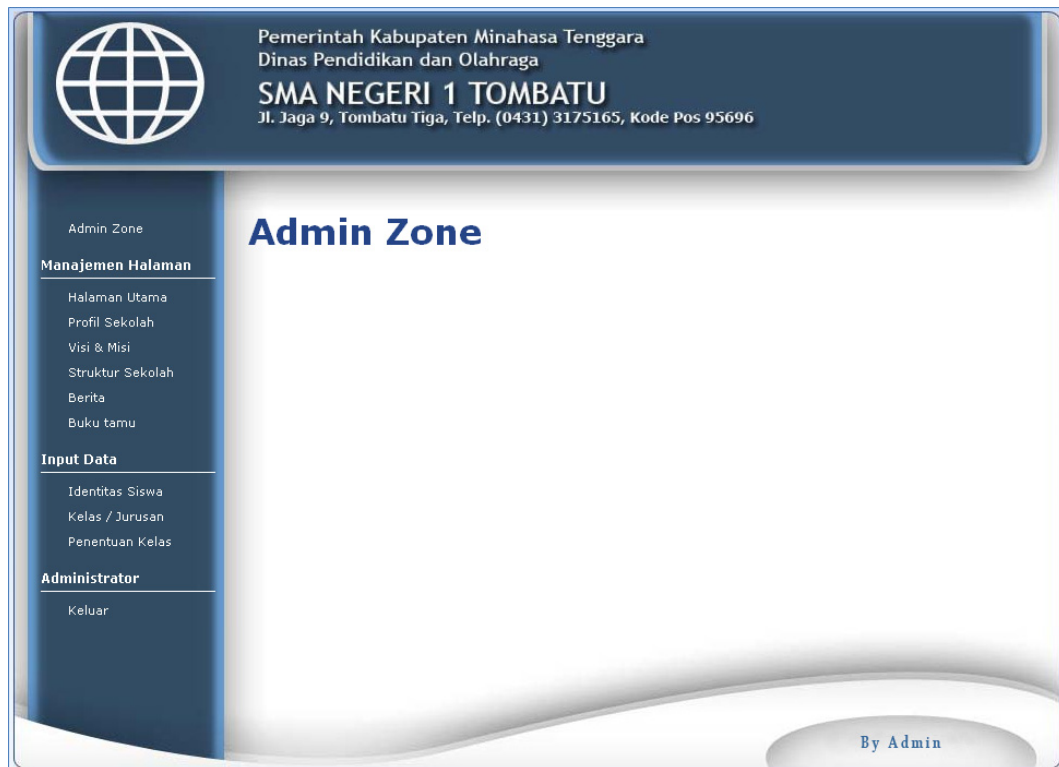 Pemerintah Kabupaten Minahasa Tenggara
Dinas Pendidikan dan Olahraga
SMA NEGERI 1 TOMBATU
Jl. Jaga 9, Tombatu Tiga, Telp. (0431) 3175165, Kode Pos 95696
Admin Zone
Manajemen Halaman
Halaman Utama
Profil Sekolah
Visi & Misi
Struktur Sekolah
Berita
Buku tamu
Input Data
Identitas Siswa
Kelas / Jurusan
Penentuan Kelas
Administrator
Keluar
Admin Zone
By Admin